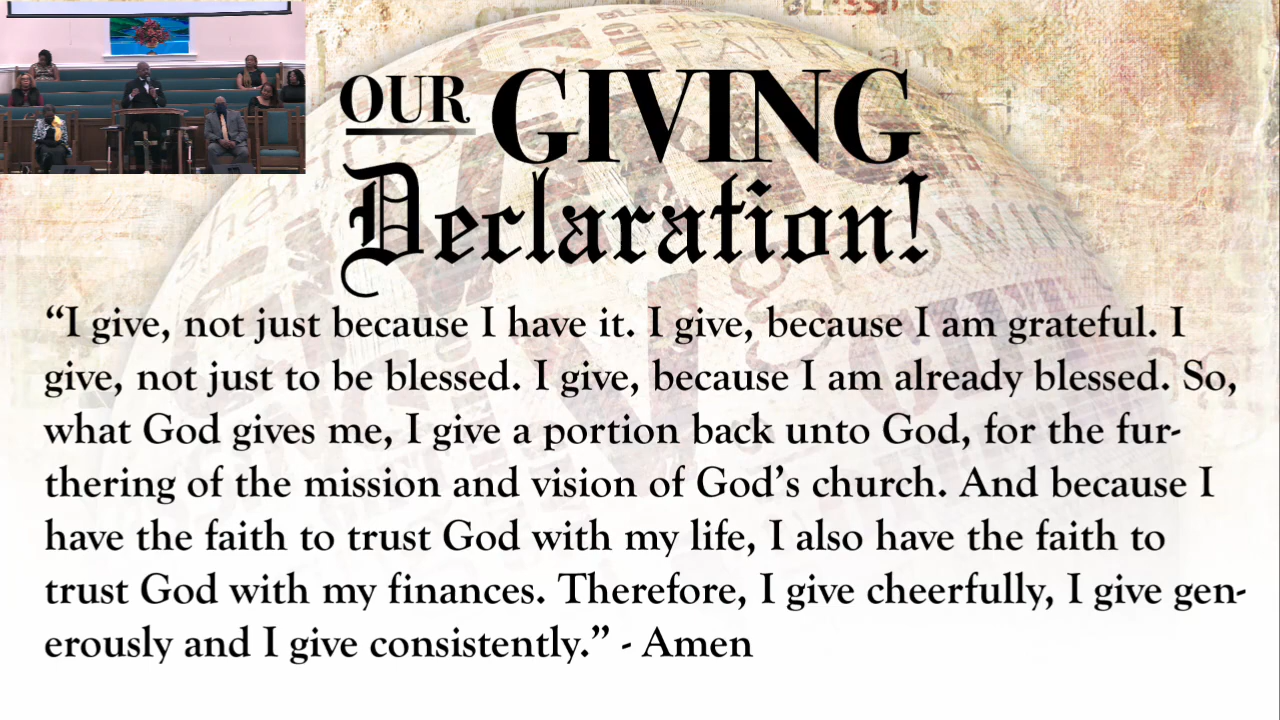 BLESSING
OUR GIVING
Declaration!
“I give, not just because I have it. I give, because I am grateful. I
give, not just to be blessed. I give, because I am already blessed. So,
what God gives me, I give a portion back unto God, for the fur-
thering of the mission and vision of God’s church. And because I
have the faith to trust God with my life, I also have the faith to
trust God with my finances. Therefore, I give cheerfully, I give gen-
erously and I give consistently.” - Amen